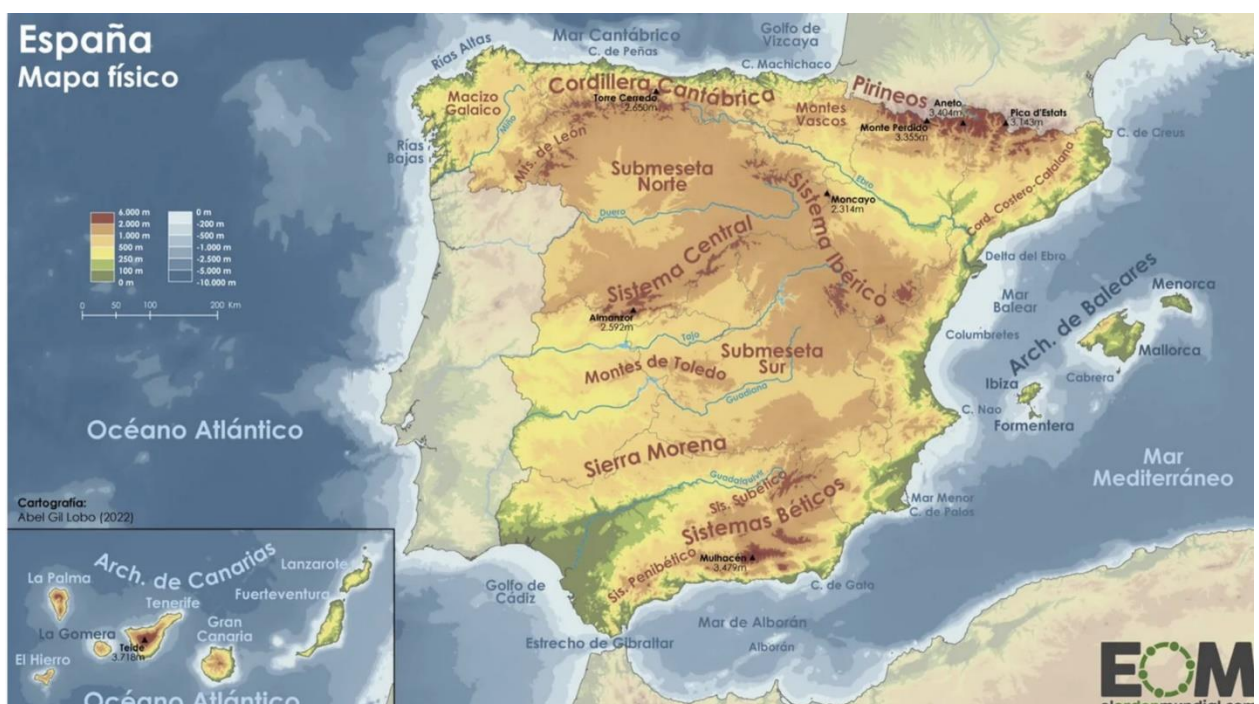 España
Mapa físico
Rías Altas
Mar Cantábrico
C. de Peñas
Golfo de
Vizcaya
C. Machichaco
Macizo
Galaico
Miño
Cordillera Cantábrica
Torre Cerredo
2.650m
Montes
Vascos
Pirineos
Aneto
3.404m
Monte Perdido
3.355m
Pica d'Estats
3.143m
C. de Creus
Rías
Bajas
Mts. de León
Submeseta
Norte
Duero
Ebro
Sistema Ibérico
Moncayo
2.314m
Cord. Costero-Catalana
6.000 m
2.000 m
1.000 m
500 m
250 m
100 m
0 m
0 m
-200 m
-500 m
-1.000 m
-2.500 m
-5.000 m
-10.000 m
0
50
100
200 Km
Sistema Central
Almanzor
2.592m
Delta del Ebro
Mar
Balear
Columbretes
Arch. de Baleares
Menorca
Mallorca
Cabrera
Ibiza
Formentera
C. Nao
Tajo
Montes de Toledo
Submeseta
Sur
Guadiana
Océano Atlántico
Sierra Morena
Mar
Mediterráneo
Guadalquivir
Sis. Subético
Sistemas Béticos
Sis. Penibético
Mulhacén
3.479m
Mar Menor
C. de Palos
C. de Gata
Golfo de
Cádiz
Estrecho de Gibraltar
Mar de Alborán
Alborán
Cartografía:
Abel Gil Lobo (2022)
Arch. de Canarias
La Palma
Tenerife
Lanzarote
Fuerteventura
La Gomera
Teide
3.718m
Gran
Canaria
El Hierro
Océano Atlántico
EOM
elordenmundial.com